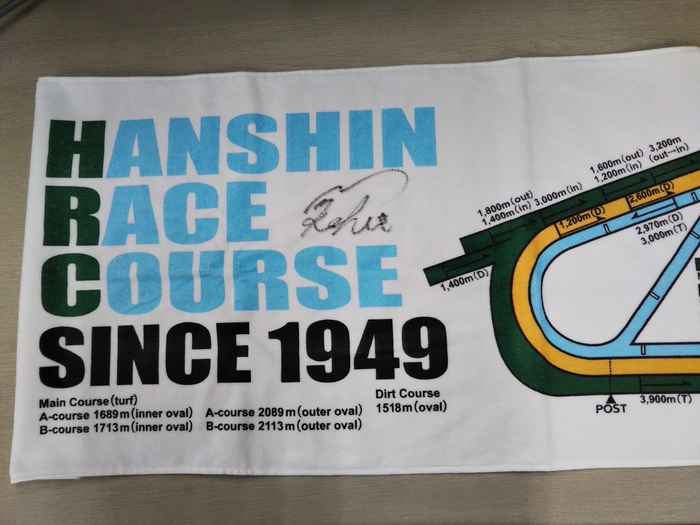 HANSHIN
RACE
COURSE
SINCE 1949
Main Course(turf)
A-course 1689m(inner oval) A-course 2089m(outer oval)
B-course 1713m(inner oval) B-course 2113m(outer oval)
Dirt Course
1518m(oval)
1,800m(out)
1,400m(in)
3,000m(in)
1,600m(out)
1,200m(in)
3,200m
(out→in)
1,400m(D)
1,200m(D)
2,600m(D)
2,970m(D)
3,000m(T)
POST
3,900m(T)